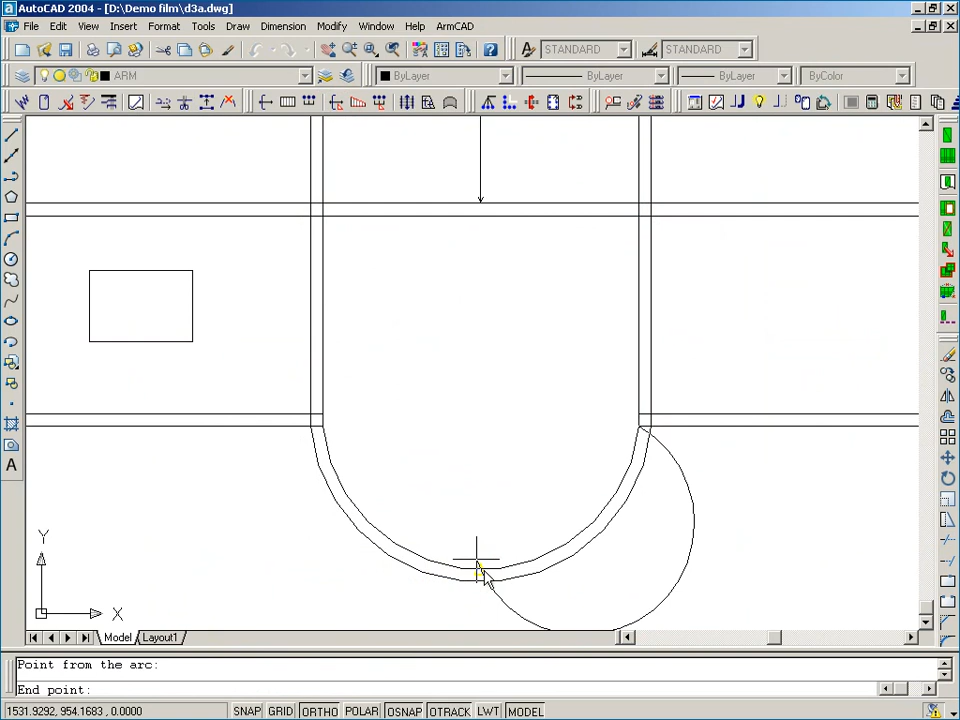 AutoCAD 2004 - [D:\Demo film\d3a.dwg]
File Edit View Insert Format Tools Draw Dimension Modify Window Help ArmCAD
STANDARD STANDARD
ARM ByLayer ByLayer ByLayer ByColor
A
Y
X
Model Layout1
Point from the arc:
End point:
1531.9292, 954.1683, 0.0000 SNAP GRID ORTHO POLAR OSNAP OTRACK LWT MODEL